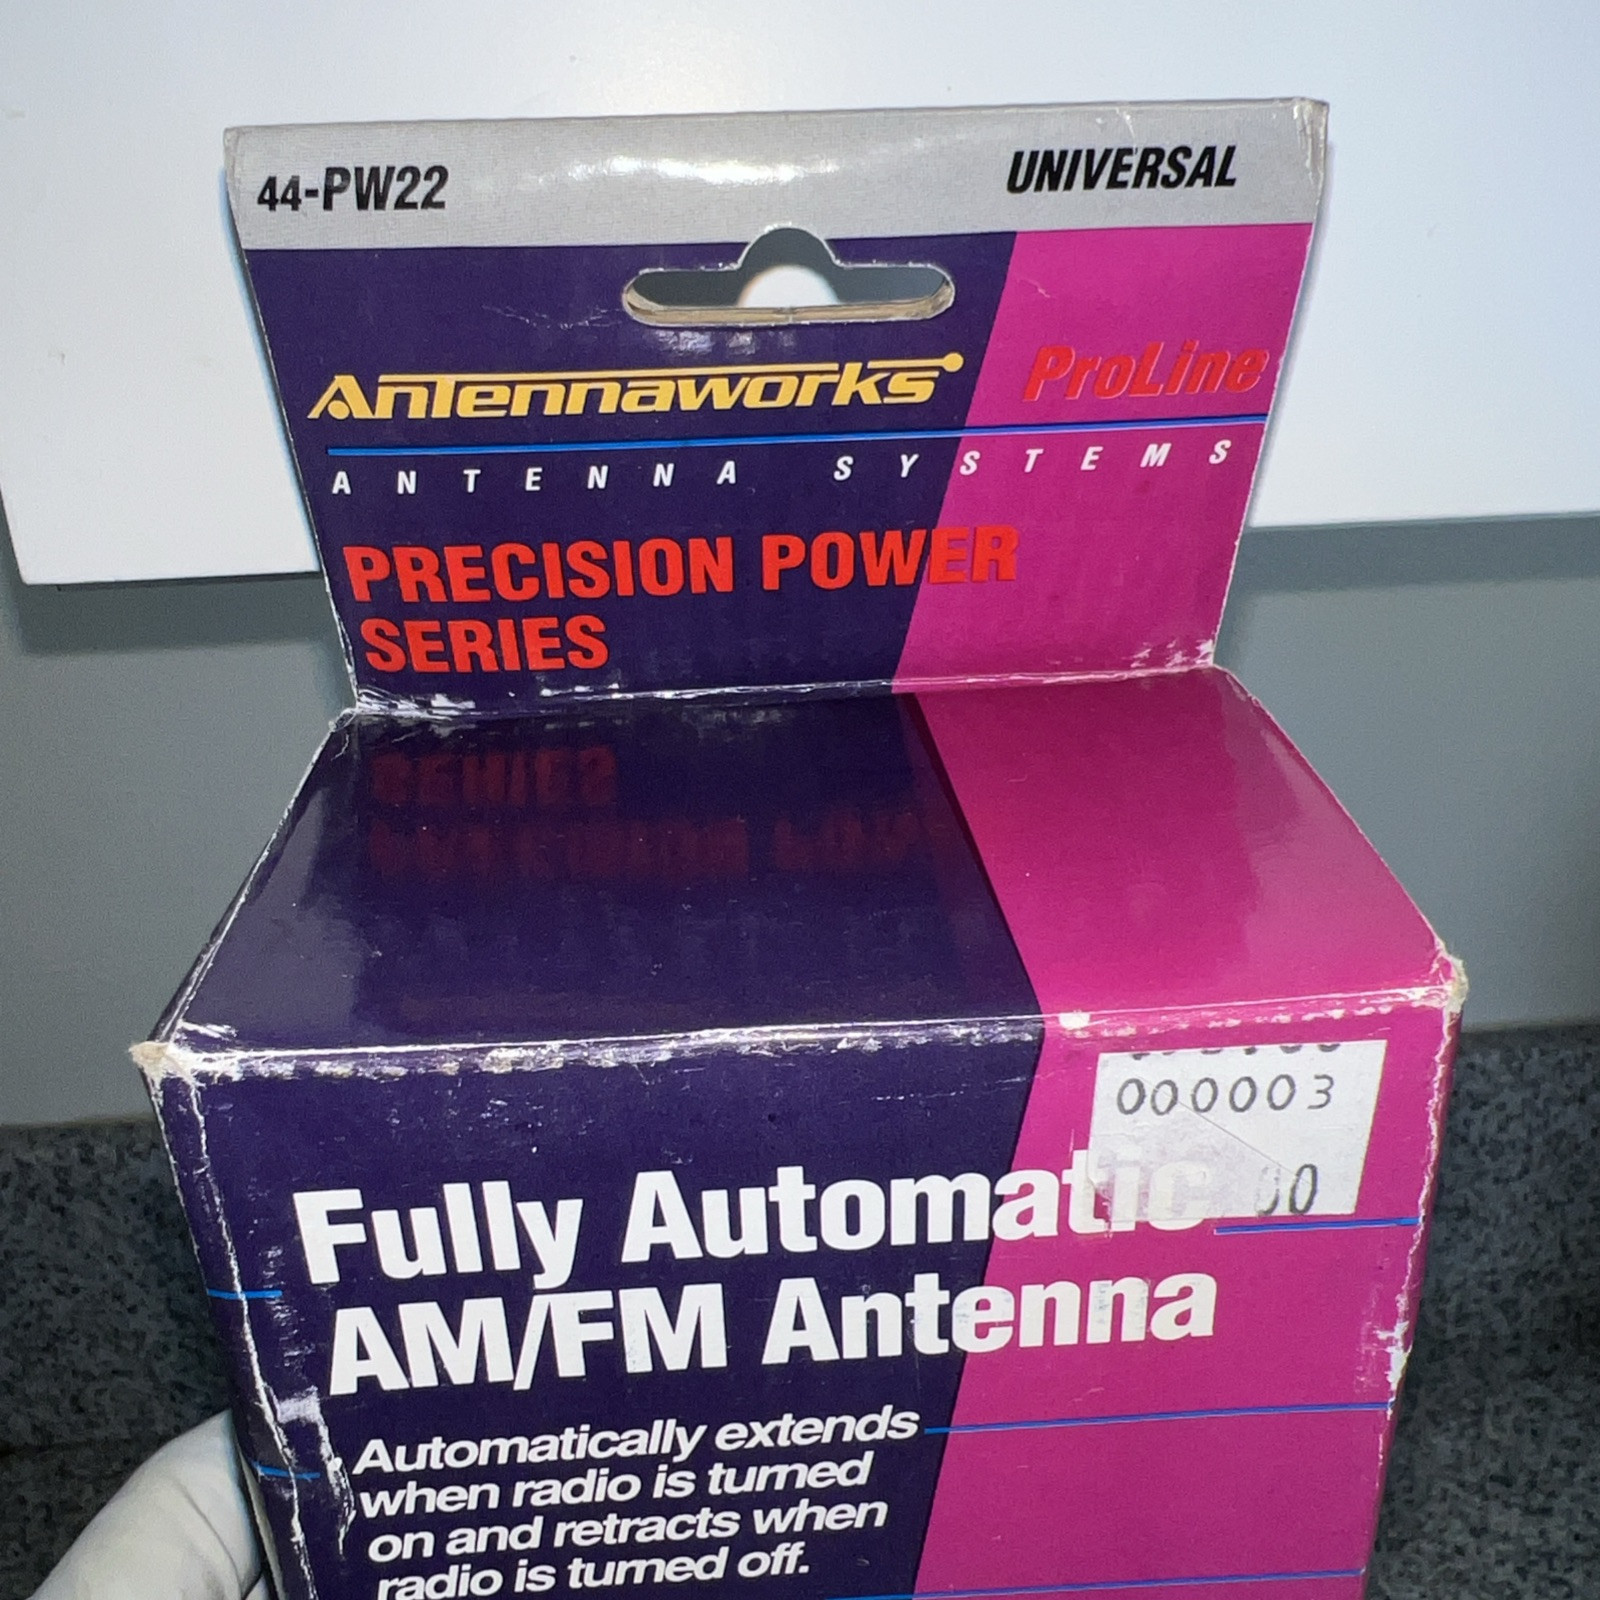 44-PW22 UNIVERSAL
Antennaworks ProLine
ANTENNA SYSTEMS
PRECISION POWER
SERIES
000003
00
Fully Automatic
AM/FM Antenna
Automatically extends
when radio is turned
on and retracts when
radio is turned off.